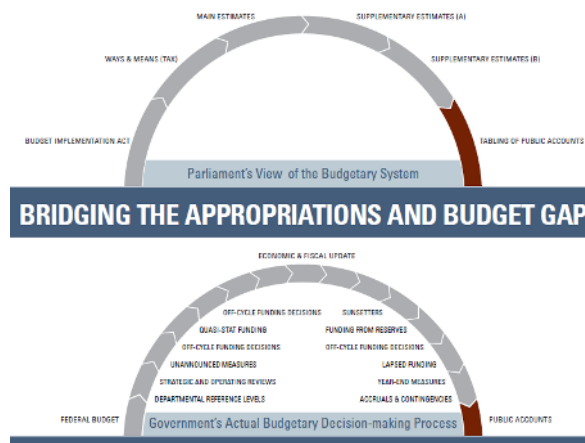 MAIN ESTIMATES
SUPPLEMENTARY ESTIMATES (A)
WAYS & MEANS (TAX)
SUPPLEMENTARY ESTIMATES (B)
BUDGET IMPLEMENTATION ACT
TABLING OF PUBLIC ACCOUNTS
Parliament's View of the Budgetary System
BRIDGING THE APPROPRIATIONS AND BUDGET GAP
ECONOMIC & FISCAL UPDATE
OFF-CYCLE FUNDING DECISIONS
SUNSETTERS
QUASI-STAT FUNDING
FUNDING FROM RESERVES
OFF-CYCLE FUNDING DECISIONS
OFF-CYCLE FUNDING DECISIONS
UNANNOUNCED MEASURES
LAPSED FUNDING
STRATEGIC AND OPERATING REVIEWS
YEAR-END MEASURES
DEPARTMENTAL REFERENCE LEVELS
ACCRUALS & CONTINGENCIES
FEDERAL BUDGET
PUBLIC ACCOUNTS
Government's Actual Budgetary Decision-making Process